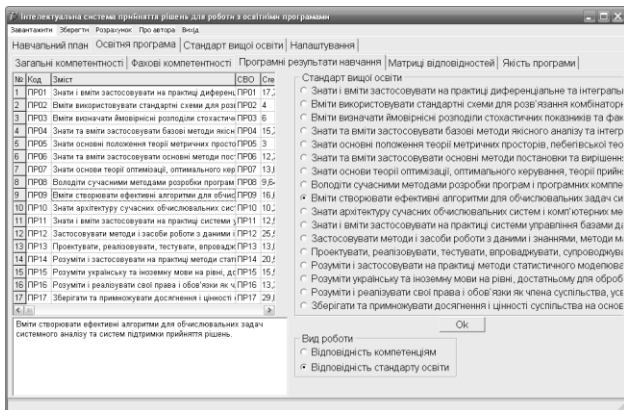 Інтелектуальна система прийняття рішень для роботи з освітніми програмами
Завантажити Зберегти Розрахунок Про автора Вихід
Навчальний план Освітня програма Стандарт вищої освіти Налаштування
Загальні компетентності Фахові компетентності Програмні результати навчання Матриці відповідностей Якість програми
№ Код Зміст СВО
1 ПР01 Знати і вміти застосовувати на практиці диференц ПР01 17,
2 ПР02 Вміти використовувати стандартні схеми для роз ПР02 4
3 ПР03 Вміти визначати ймовірнісні розподіли стохастичн ПР03 6
4 ПР04 Знати та вміти застосовувати базові методи якісн ПР04 15,
5 ПР05 Знати основні положення теорії метричних прос ПР05 3
6 ПР06 Знати та вміти застосовувати основні методи пос ПР06 12,
7 ПР07 Знати основи теорії оптимізації, оптимального кер ПР07 13,
8 ПР08 Володіти сучасними методами розробки програм ПР08 9,
9 ПР09 Вміти створювати ефективні алгоритми для обчис ПР09 16,
10 ПР10 Знати архітектуру сучасних обчислювальних сис ПР10 10,
11 ПР11 Знати і вміти застосовувати на практиці системи ПР11 12,
12 ПР12 Застосовувати методи і засоби роботи з даними і ПР12 25,
13 ПР13 Проектувати, реалізовувати, тестувати, впровадж ПР13 13,
14 ПР14 Розуміти і застосовувати на практиці методи стат ПР14 20,
15 ПР15 Розуміти українську та іноземну мови на рівні, до ПР15 15,
16 ПР16 Розуміти і реалізувати свої права і обов'язки як ч ПР16 13,
17 ПР17 Зберігати та примножувати досягнення і цінності ПР17 29,
Вміти створювати ефективні алгоритми для обчислювальних задач
системного аналізу та систем підтримки прийняття рішень.
Стандарт вищої освіти
Знати і вміти застосовувати на практиці диференціальне та інтеграль
Вміти використовувати стандартні схеми для розв'язання комбінаторн
Вміти визначати ймовірнісні розподіли стохастичних показників та фак
Знати та вміти застосовувати базові методи якісного аналізу та інтегр
Знати основні положення теорії метричних просторів, лебегівської тео
Знати та вміти застосовувати основні методи постановки та вирішенн
Знати основи теорії оптимізації, оптимального керування, теорії прийн
Володіти сучасними методами розробки програм і програмних компле
Вміти створювати ефективні алгоритми для обчислювальних задач си
Знати архітектуру сучасних обчислювальних систем і комп'ютерних ме
Знати і вміти застосовувати на практиці системи управління базами да
Застосовувати методи і засоби роботи з даними і знаннями, методи ма
Проектувати, реалізовувати, тестувати, впроваджувати, супроводжува
Розуміти і застосовувати на практиці методи статистичного моделюва
Розуміти українську та іноземну мови на рівні, достатньому для оброб
Розуміти і реалізувати свої права і обов'язки як члена суспільства, усв
Зберігати та примножувати досягнення і цінності суспільства на основ
Ok
Вид роботи
Відповідність компетенціям
Відповідність стандарту освіти